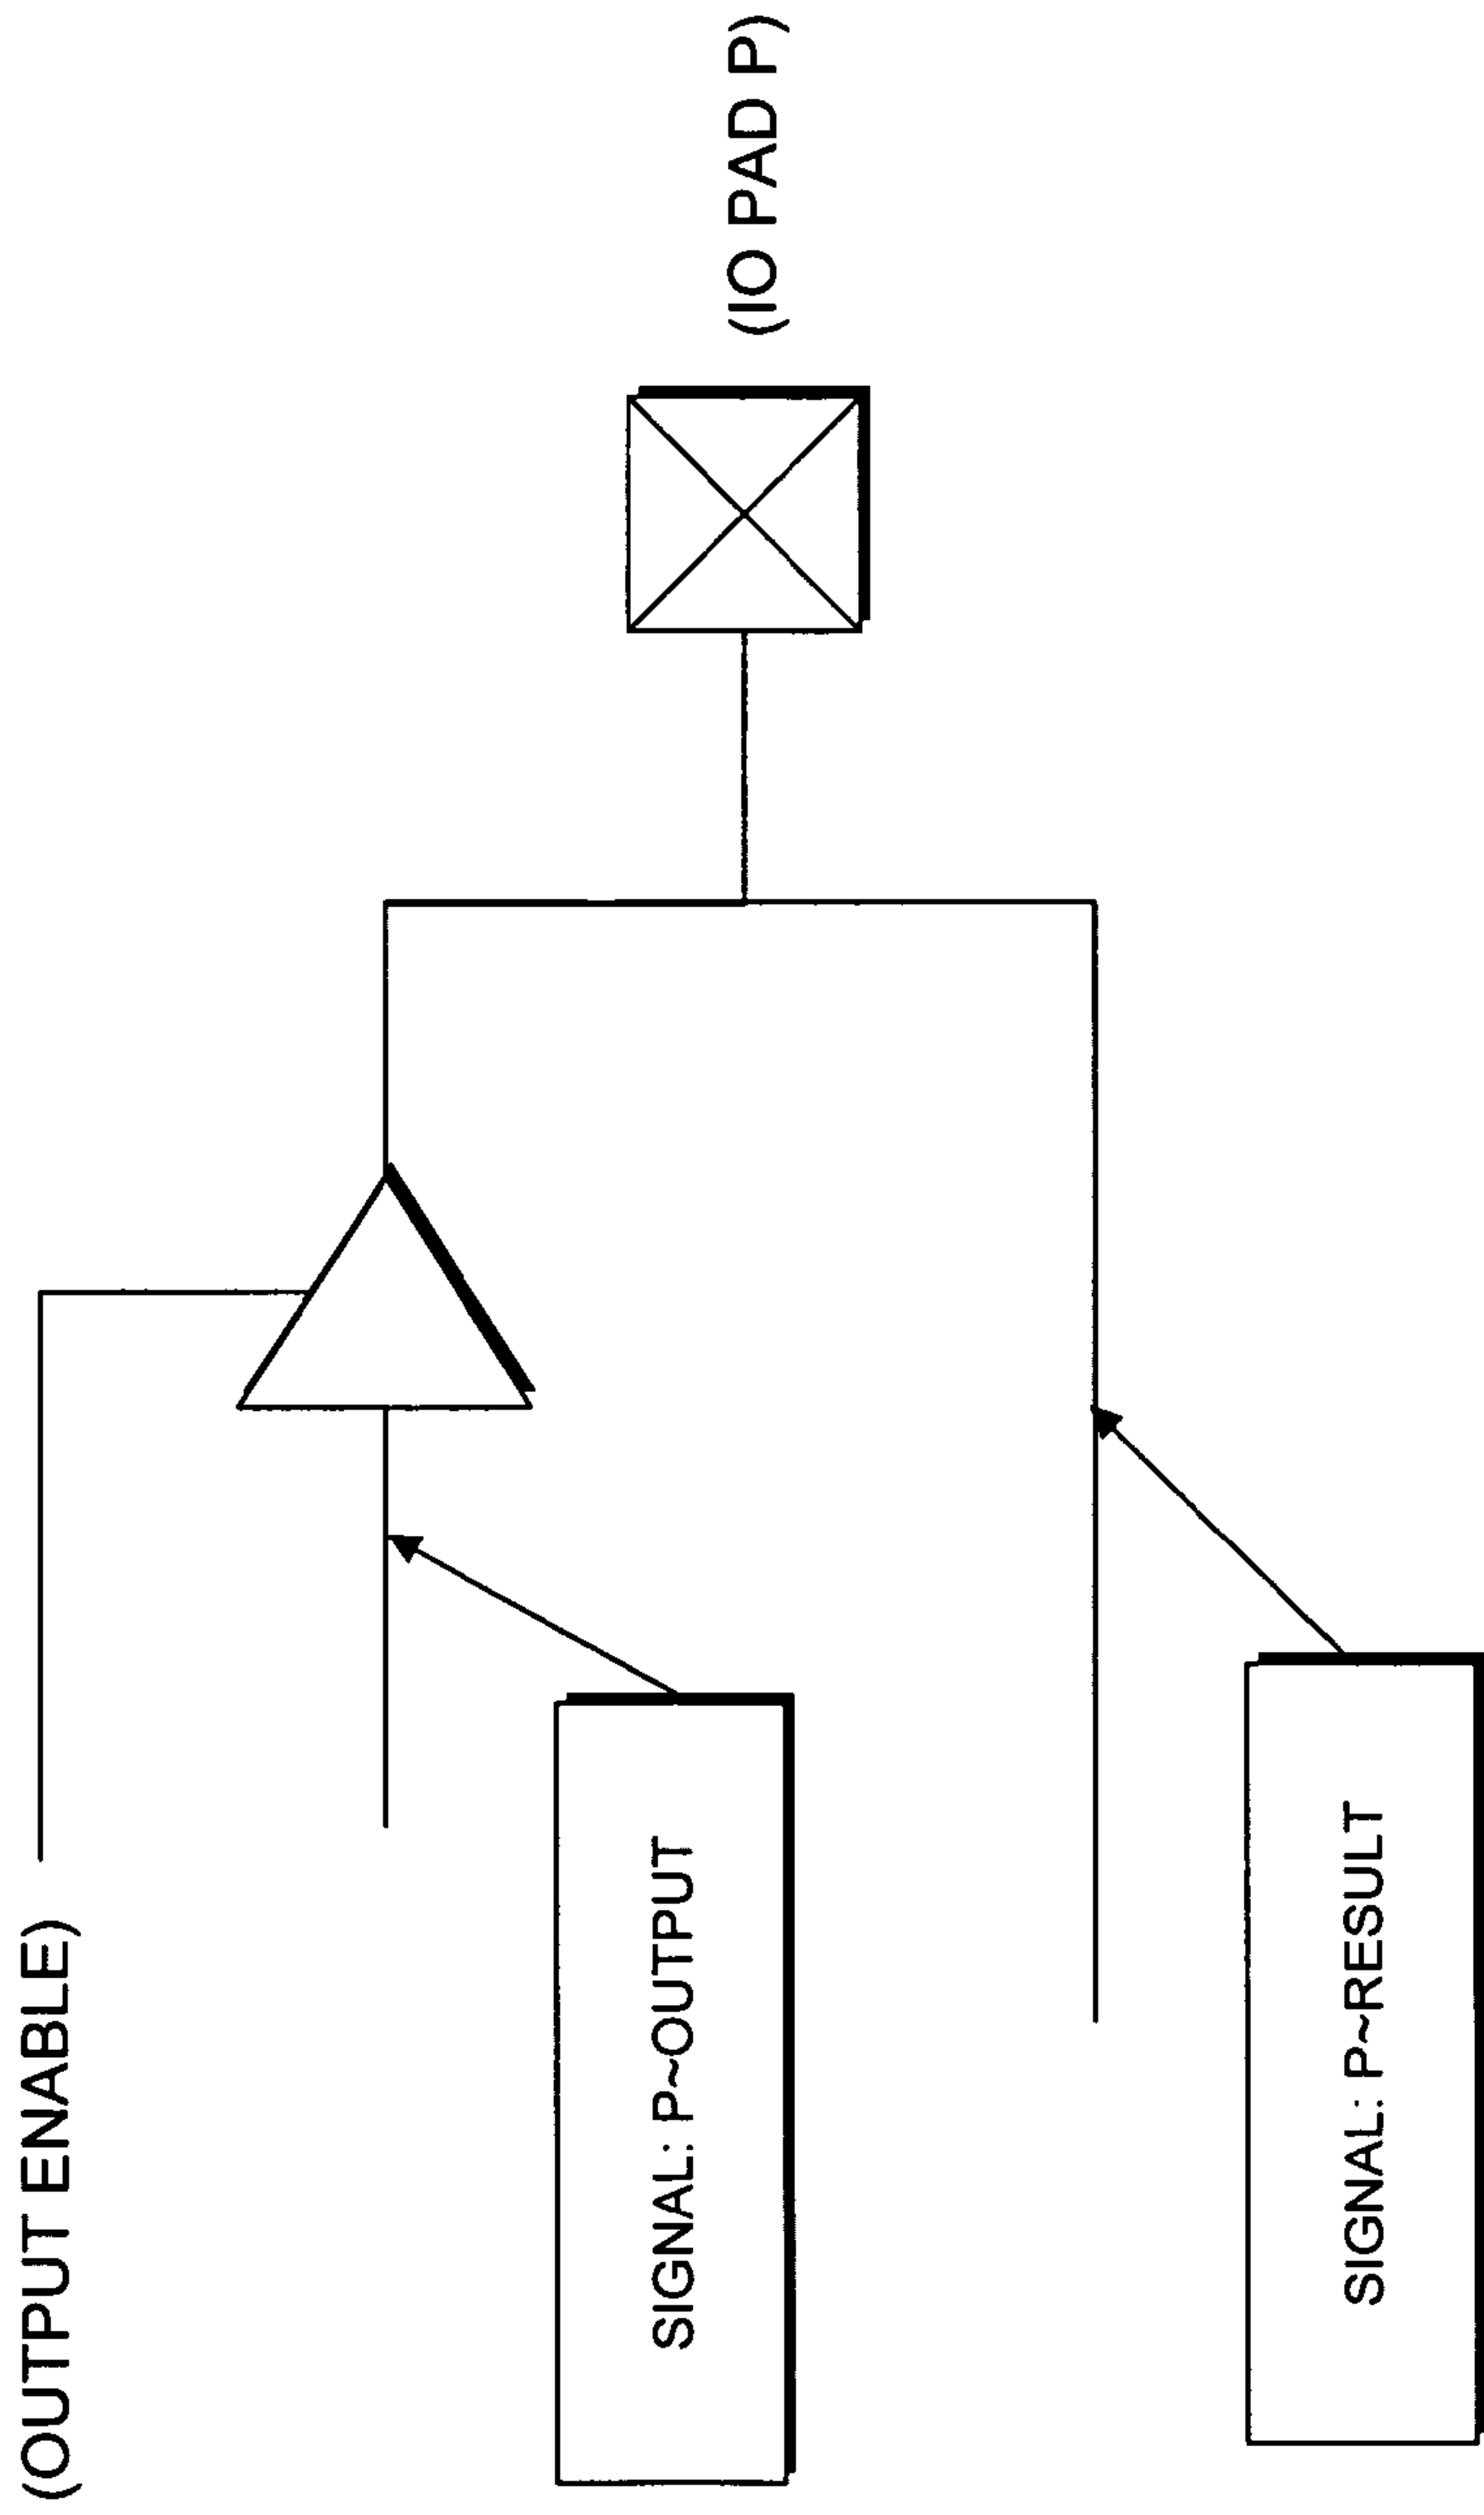 (OUTPUT ENABLE)
(IO PAD P)
SIGNAL: P~OUTPUT
SIGNAL: P~RESULT